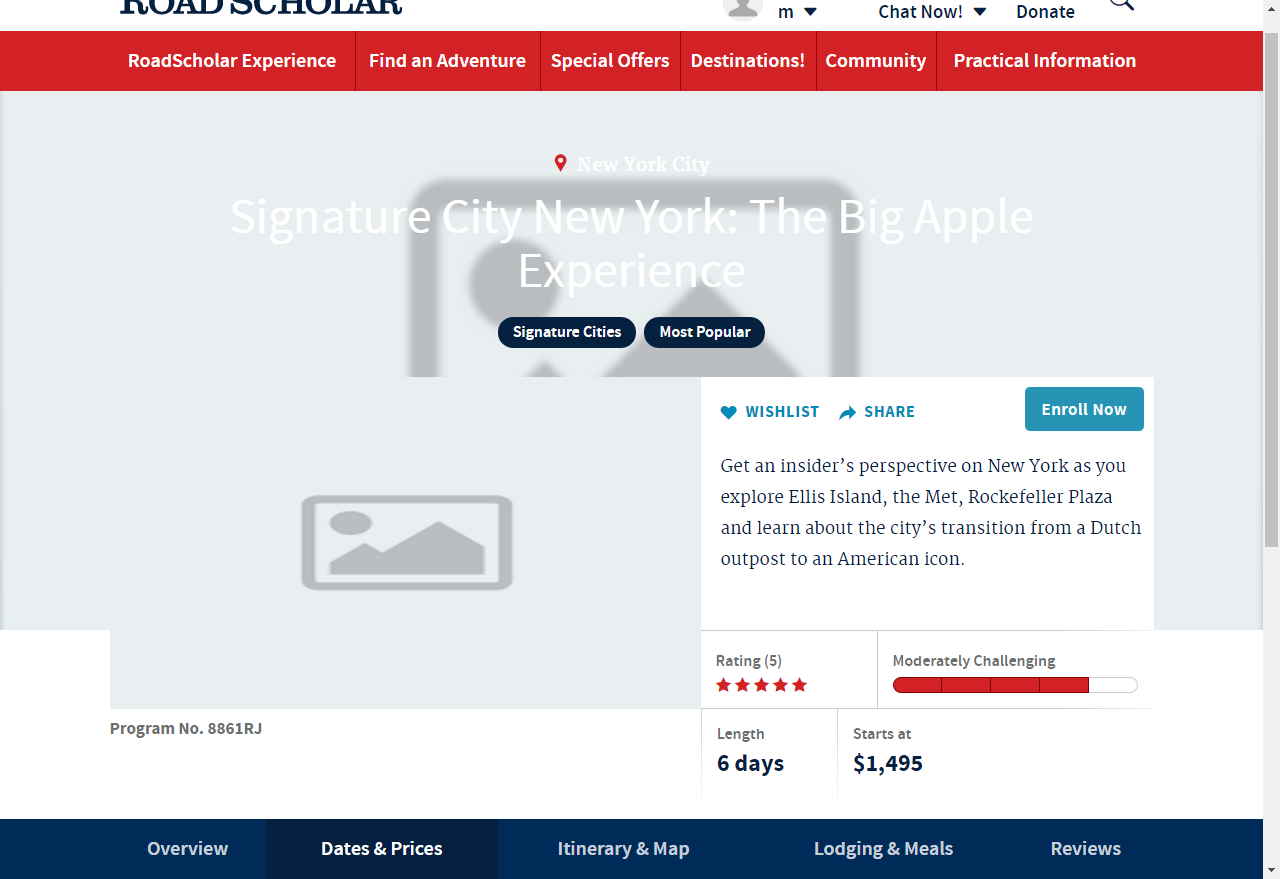 ROAD SCHOLAR
m
Chat Now!
Donate
RoadScholar Experience
Find an Adventure
Special Offers
Destinations!
Community
Practical Information
New York City
Signature City New York: The Big Apple
Experience
Signature Cities
Most Popular
WISHLIST
SHARE
Enroll Now
Get an insider’s perspective on New York as you
explore Ellis Island, the Met, Rockefeller Plaza
and learn about the city’s transition from a Dutch
outpost to an American icon.
Rating (5)
Moderately Challenging
Program No. 8861RJ
Length
6 days
Starts at
$1,495
Overview
Dates & Prices
Itinerary & Map
Lodging & Meals
Reviews